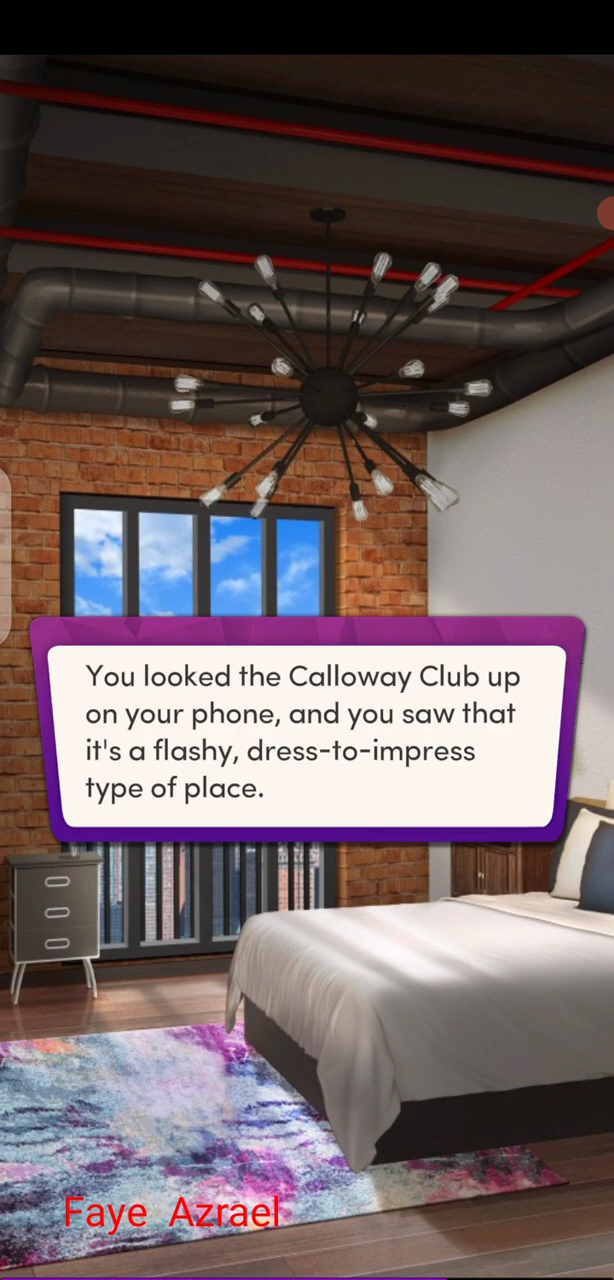 You looked the Calloway Club up
on your phone, and you saw that
it's a flashy, dress-to-impress
type of place.
Faye Azrael